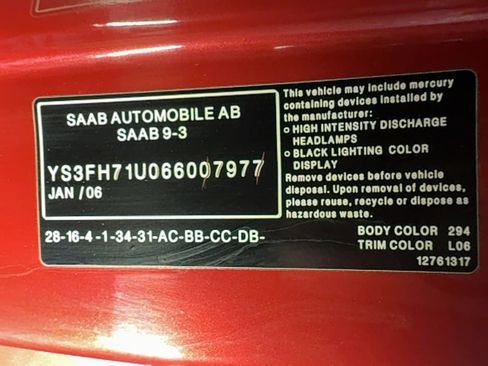 SAAB AUTOMOBILE AB
SAAB 9-3
YS3FH71U066007977
JAN / 06
28-16-4 -1-34-31-AC-BB-CC-DB-
This vehicle may include mercury
containing devices installed by
the manufacturer:
○ HIGH INTENSITY DISCHARGE
HEADLAMPS
○ BLACK LIGHTING COLOR
DISPLAY
Remove devices before vehicle
disposal. Upon removal of devices,
please reuse, recycle or dispose as
hazardous waste.
BODY COLOR 294
TRIM COLOR L06
12761317